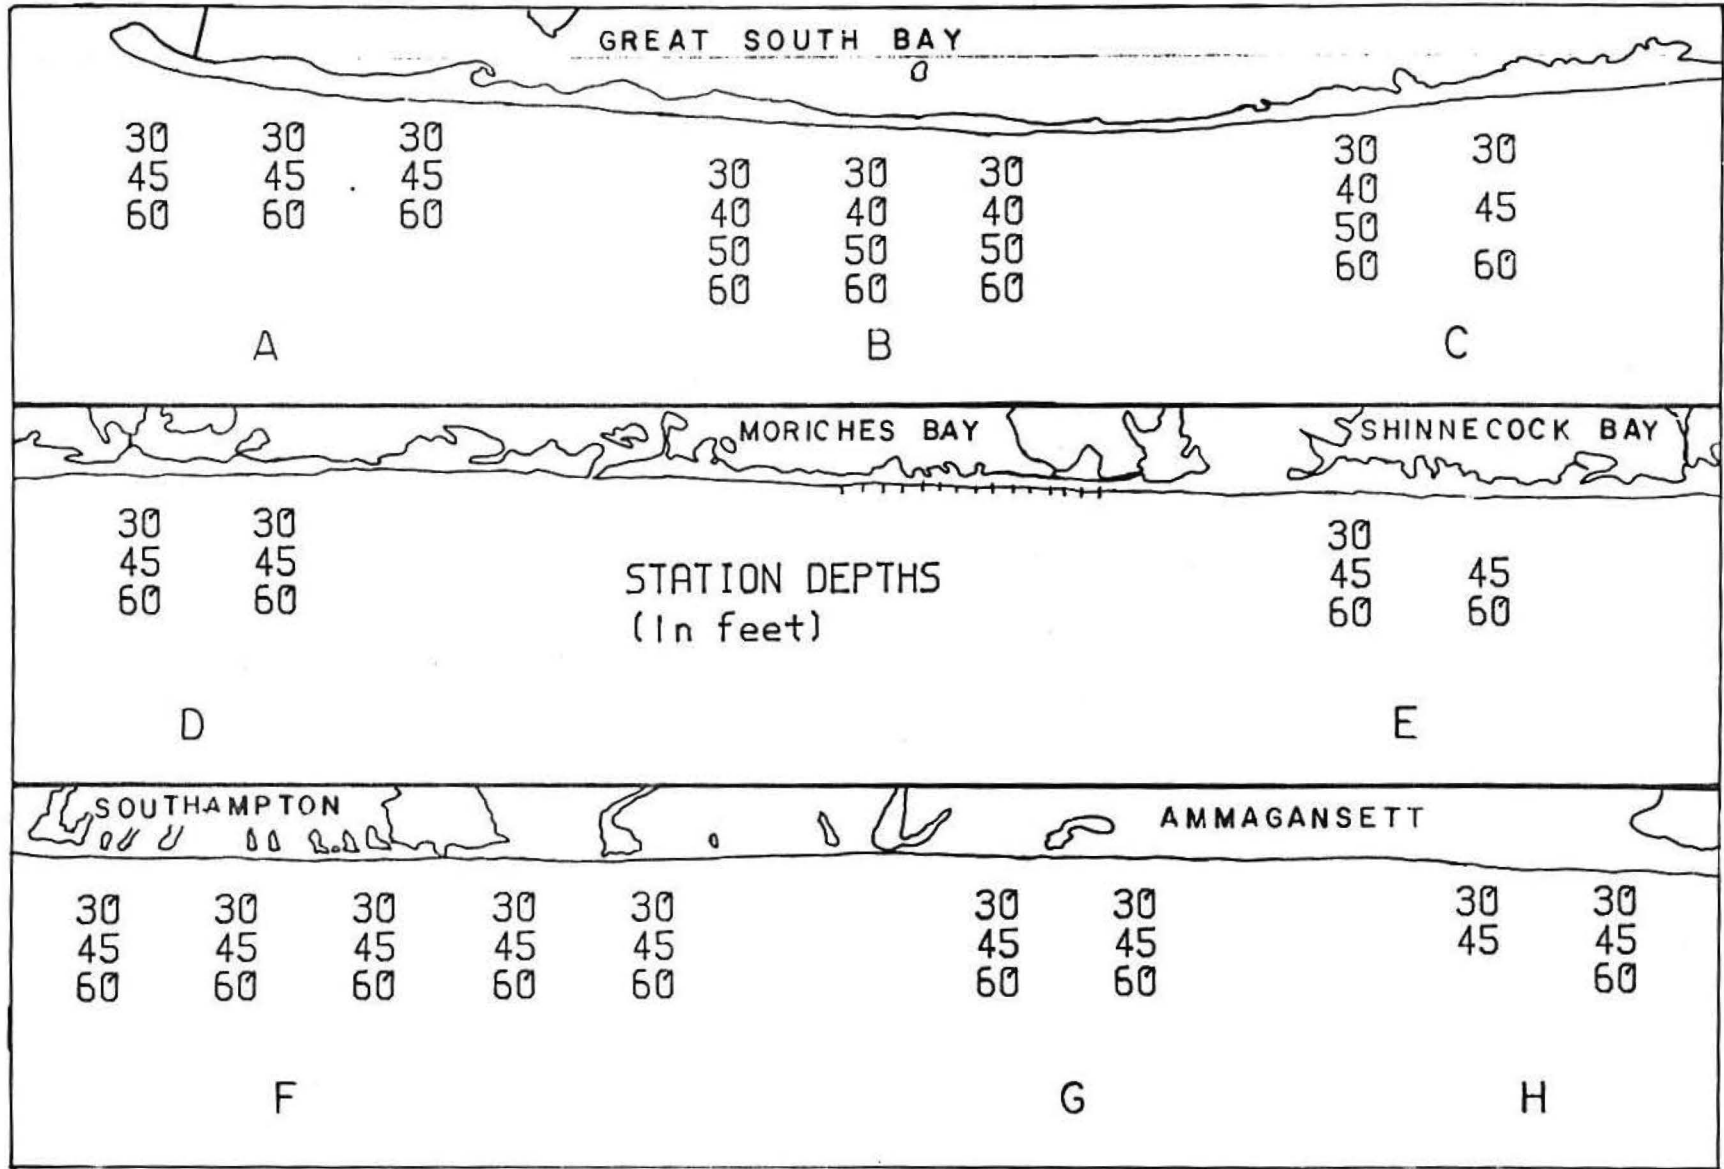 GREAT SOUTH BAY
30 30 30
45 45 45
60 60 60
30 30 30
40 40 40
50 50 50
60 60 60
30 30
40
45
50
60 60
A B C
MORICHES BAY SHINNECOCK BAY
30 30
45 45
60 60
STATION DEPTHS
(In feet)
30
45 45
60 60
D E
SOUTHAMPTON AMMAGANSETT
30 30 30 30 30 30 30 30 30
45 45 45 45 45 45 45 45 45
60 60 60 60 60 60 60 60
F G H